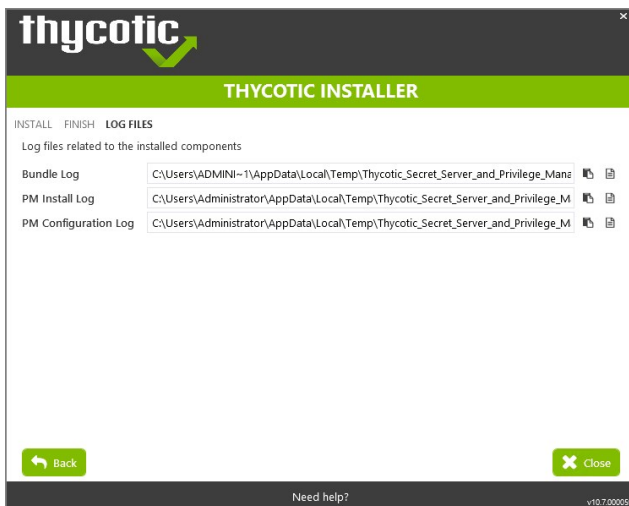 thycotic
THYCOTIC INSTALLER
INSTALL FINISH LOG FILES
Log files related to the installed components
Bundle Log C:\Users\ADMINI~1\AppData\Local\Temp\Thycotic_Secret_Server_and_Privilege_Mana
PM Install Log C:\Users\Administrator\AppData\Local\Temp\Thycotic_Secret_Server_and_Privilege_M
PM Configuration Log C:\Users\Administrator\AppData\Local\Temp\Thycotic_Secret_Server_and_Privilege_M
Back Close
Need help?
v10.7.00005